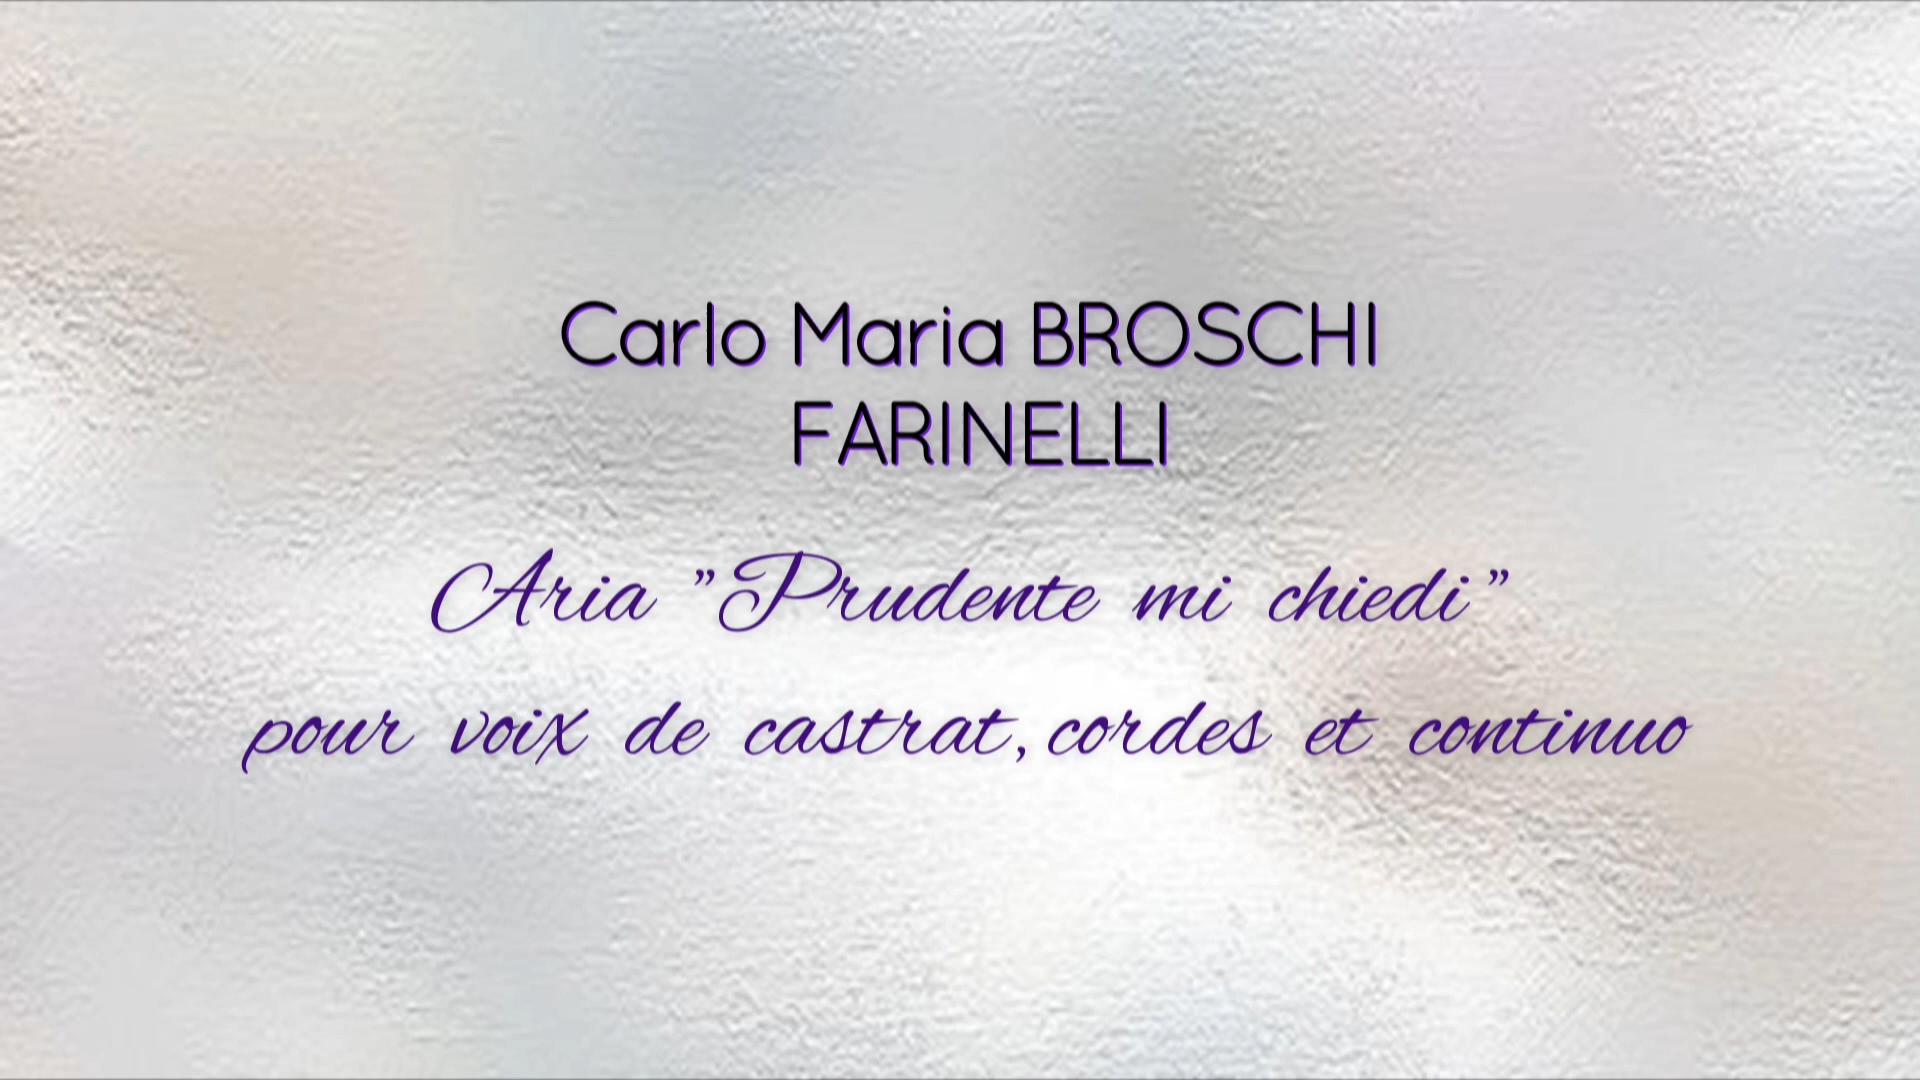 Carlo Maria BROSCHI
FARINELLI
Aria "Prudente mi chiedi"
pour voix de castrat, cordes et continuo